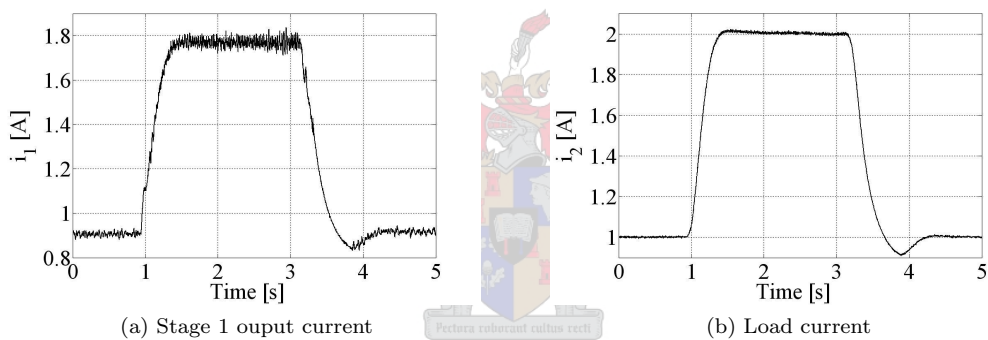 1.8
1.6
1.4
1.2
1
0.8
i1 [A]
0 1 2 3 4 5
Time [s]
(a) Stage 1 ouput current
2
1.8
1.6
1.4
1.2
1
i2 [A]
0 1 2 3 4 5
Time [s]
(b) Load current
Pectora roborant cultus recti